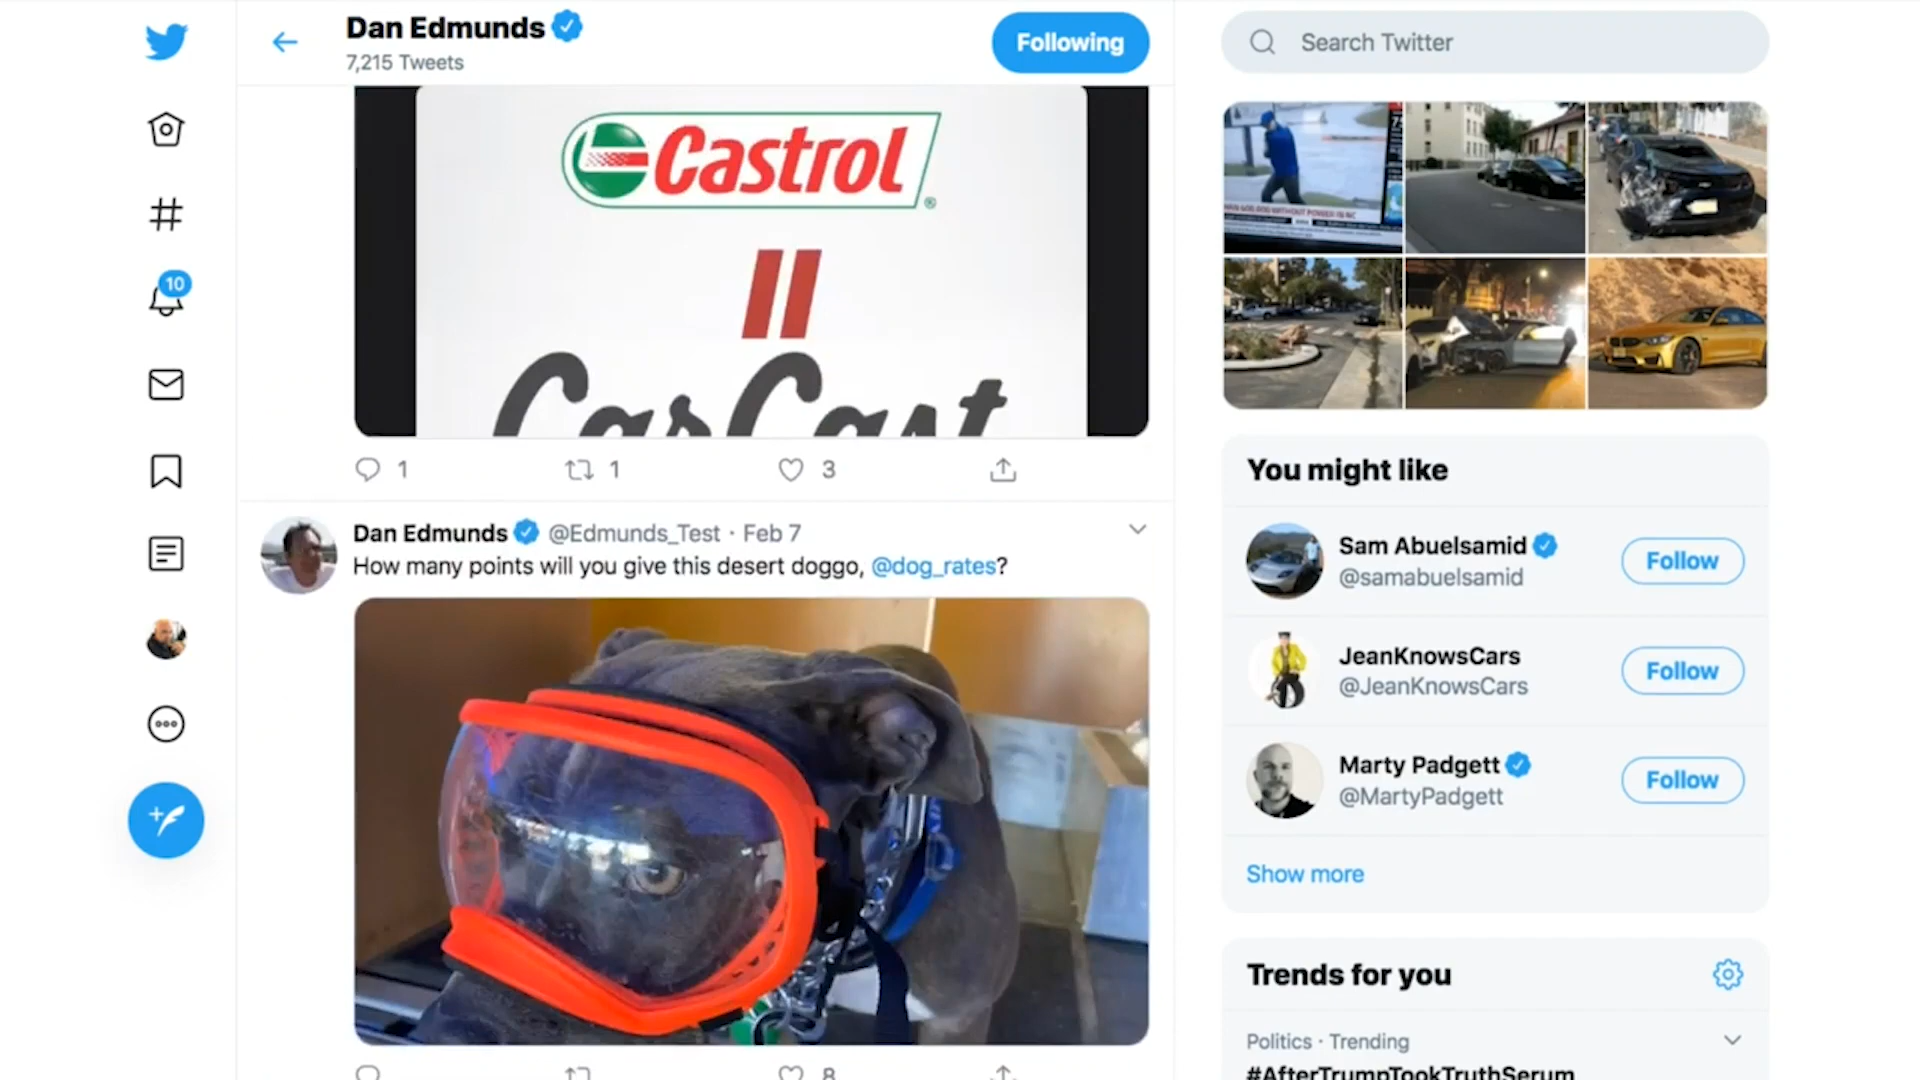 Dan Edmunds
7,215 Tweets
Following
Search Twitter
10
Castrol
®
CarCast
1
1
3
Dan Edmunds @Edmunds_Test · Feb 7
How many points will you give this desert doggo, @dog_rates?
8
You might like
Sam Abuelsamid
@samabuelsamid
Follow
JeanKnowsCars
@JeanKnowsCars
Follow
Marty Padgett
@MartyPadgett
Follow
Show more
Trends for you
Politics · Trending
#AfterTrumpTookTruthSerum